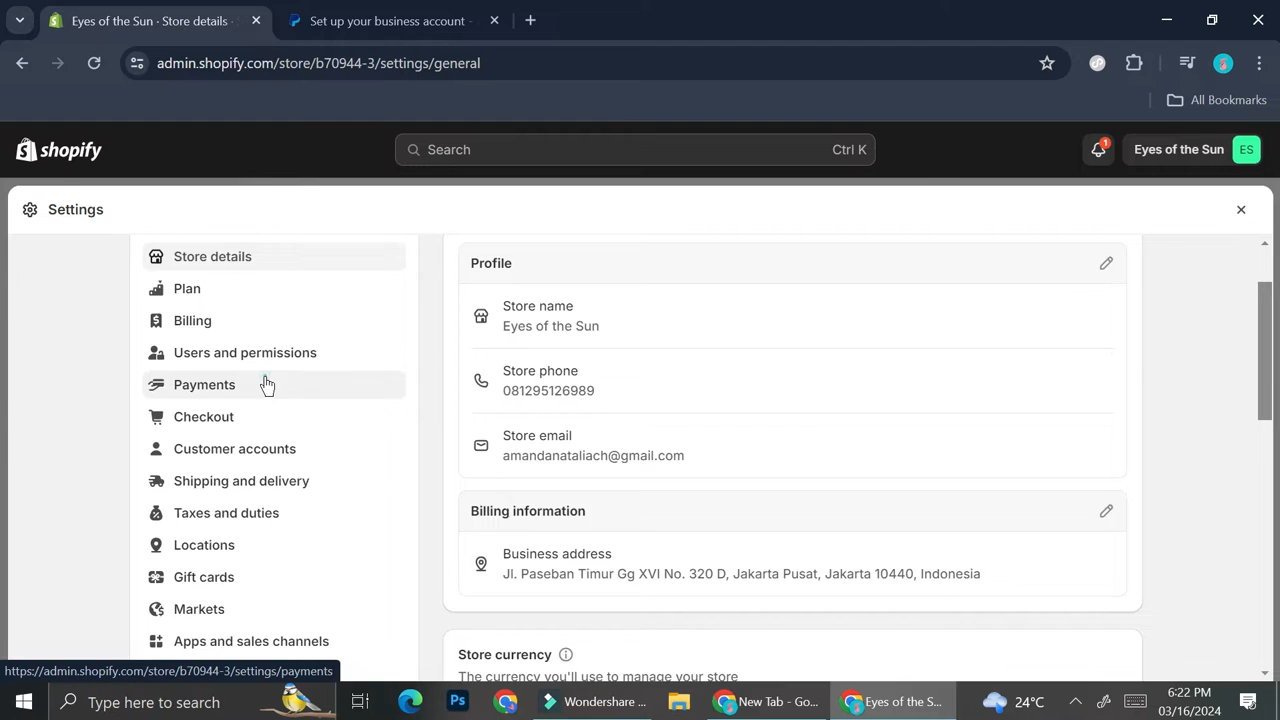 Eyes of the Sun · Store details ·
Set up your business account -
admin.shopify.com/store/b70944-3/settings/general
All Bookmarks
shopify
Search
Ctrl K
1
Eyes of the Sun
ES
Settings
Store details
Plan
Billing
Users and permissions
Payments
Checkout
Customer accounts
Shipping and delivery
Taxes and duties
Locations
Gift cards
Markets
Apps and sales channels
Profile
Store name
Eyes of the Sun
Store phone
081295126989
Store email
amandanataliach@gmail.com
Billing information
Business address
Jl. Paseban Timur Gg XVI No. 320 D, Jakarta Pusat, Jakarta 10440, Indonesia
Store currency
The currency you'll use to manage your store
https://admin.shopify.com/store/b70944-3/settings/payments
Type here to search
Ps
Wondershare ...
New Tab - Go...
Eyes of the S...
24°C
6:22 PM
03/16/2024